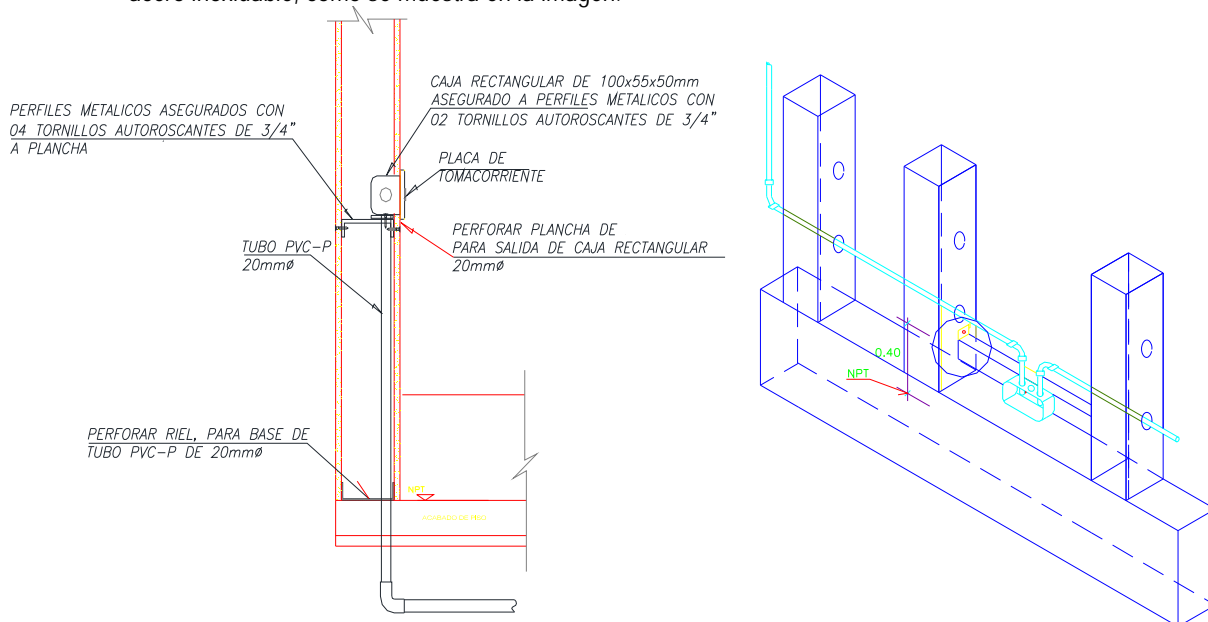 acero inoxidable, como se muestra en la imagen.
CAJA RECTANGULAR DE 100x55x50mm
ASEGURADO A PERFILES METALICOS CON
02 TORNILLOS AUTOROSCANTES DE 3/4"
PERFILES METALICOS ASEGURADOS CON
04 TORNILLOS AUTOROSCANTES DE 3/4"
A PLANCHA
PLACA DE
TOMACORRIENTE
PERFORAR PLANCHA DE
PARA SALIDA DE CAJA RECTANGULAR
20mmø
TUBO PVC-P
20mmø
PERFORAR RIEL, PARA BASE DE
TUBO PVC-P DE 20mmø
NPT
0.40
NPT